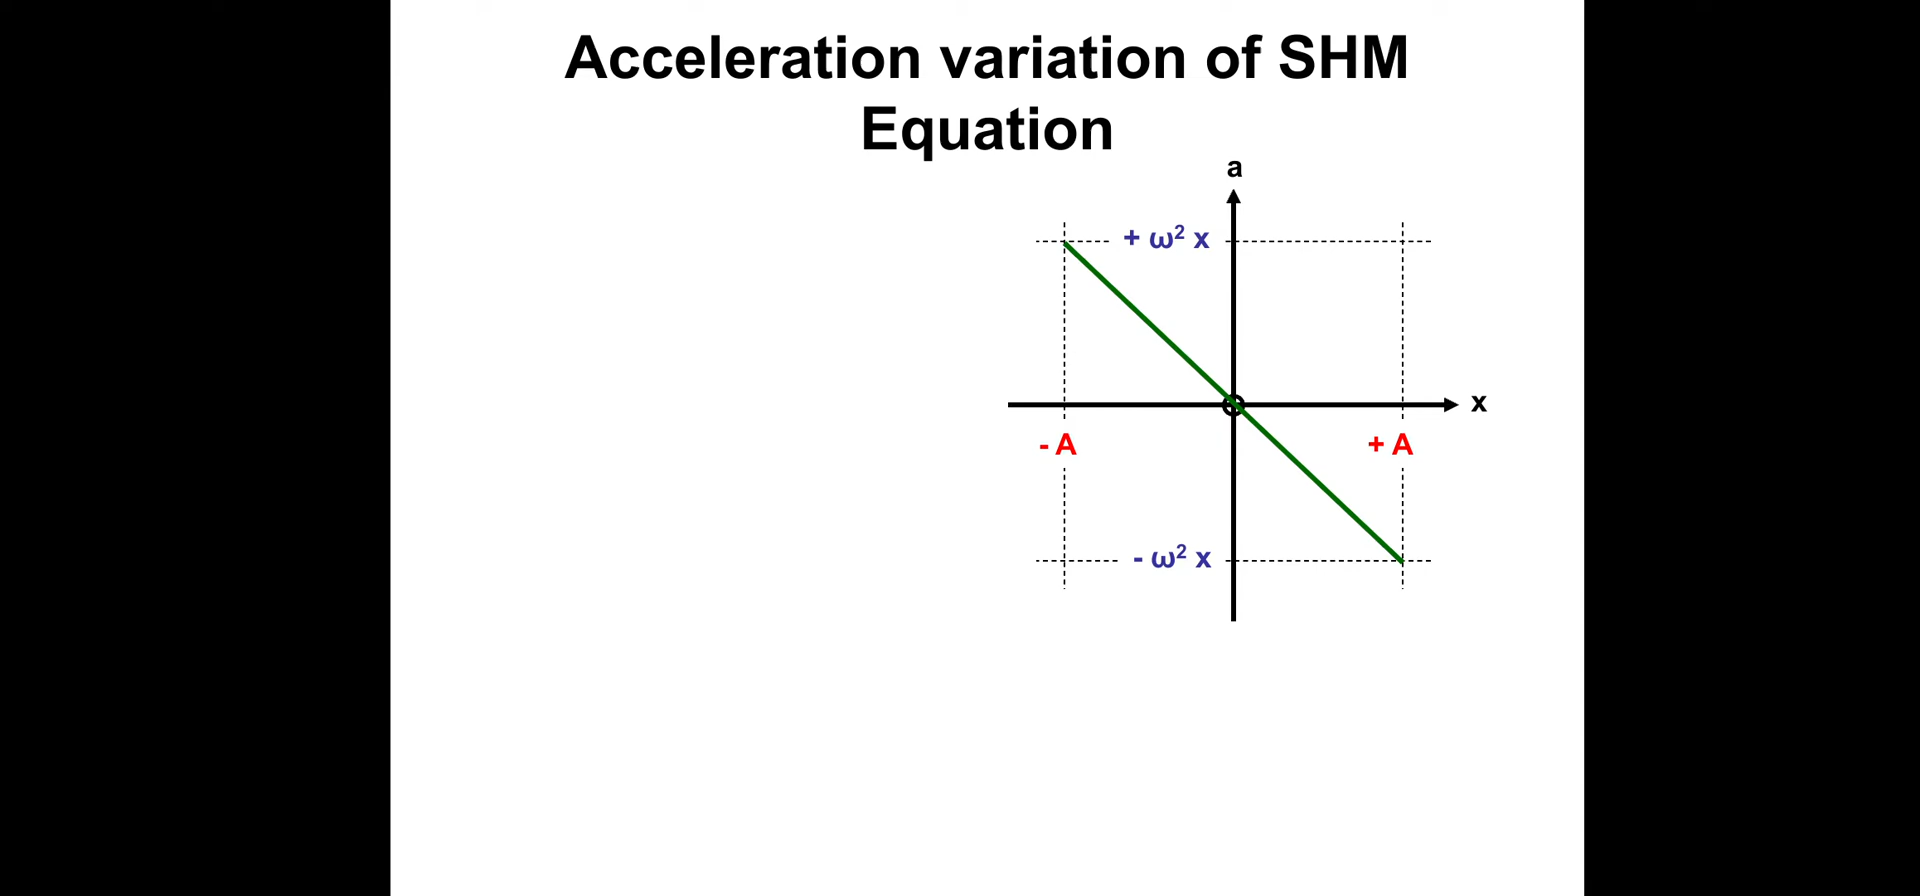 Acceleration variation of SHM
Equation
a
+ ω² x
x
- A
+ A
- ω² x